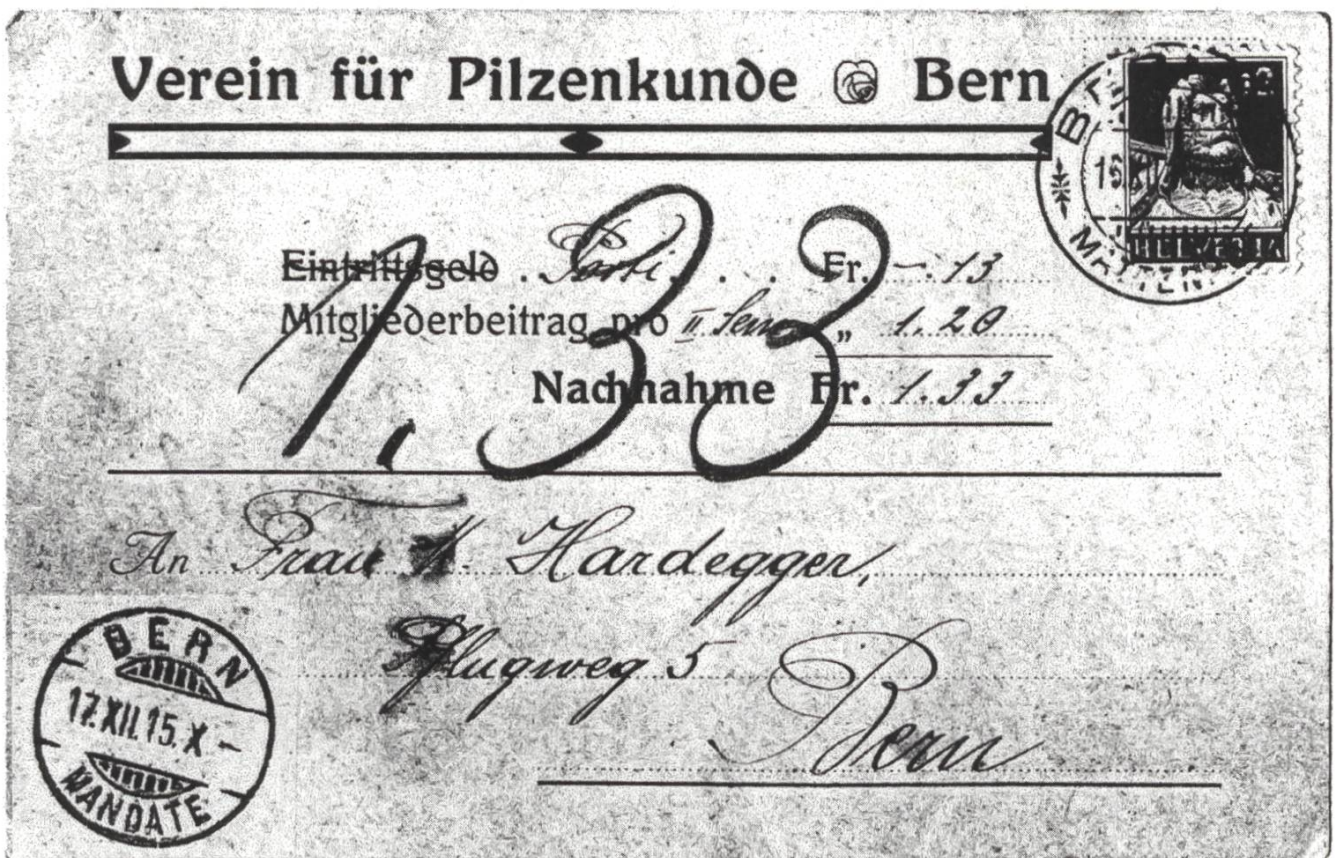 Verein für Pilzenkunde Bern
Eintrittsgeld . Porti . . . Fr. -.13
Mitgliederbeitrag pro II Sem. „ 1.20
Nachnahme Fr. 1.33
1.33
An Frau Hardegger,
Pflugweg 5
Bern
BERN
17.XII.15.X-
MANDATE
HELVETIA